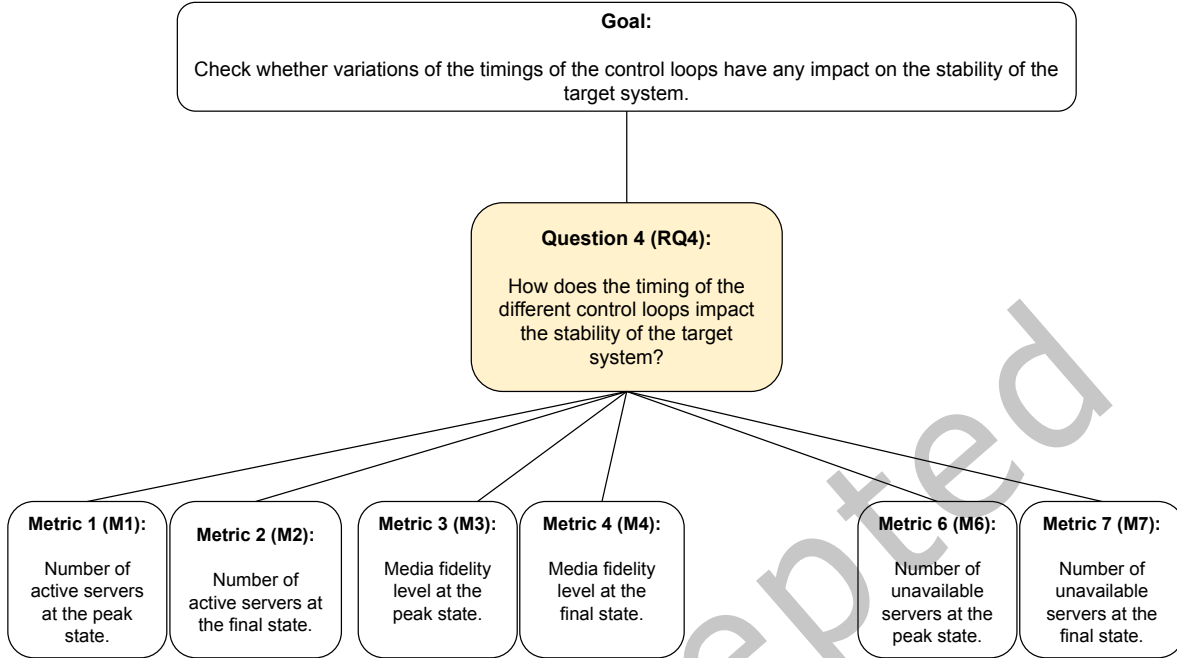 Goal:
Check whether variations of the timings of the control loops have any impact on the stability of the
target system.
Question 4 (RQ4):
How does the timing of the
different control loops impact
the stability of the target
system?
Metric 1 (M1):
Number of
active servers
at the peak
state.
Metric 2 (M2):
Number of
active servers at
the final state.
Metric 3 (M3):
Media fidelity
level at the
peak state.
Metric 4 (M4):
Media fidelity
level at the final
state.
Metric 6 (M6):
Number of
unavailable
servers at the
peak state.
Metric 7 (M7):
Number of
unavailable
servers at the
final state.
epted